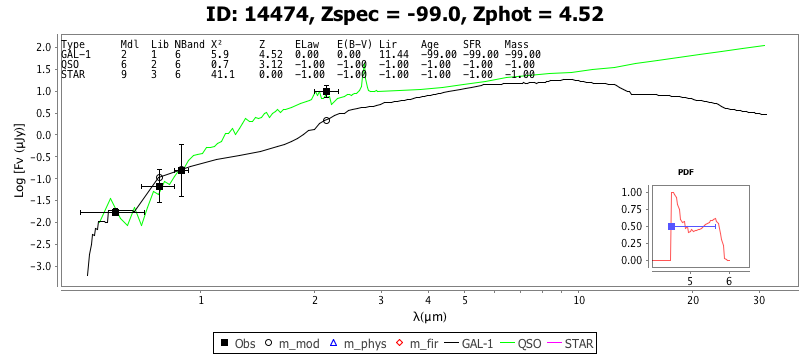 ID: 14474, Zspec = -99.0, Zphot = 4.52
Type Mdl Lib NBand X² Z ELaw E(B-V) Lir Age SFR Mass
GAL-1 2 1 6 5.9 4.52 0.00 0.00 11.44 -99.00 -99.00 -99.00
QSO 6 2 6 0.7 3.12 -1.00 -1.00 -1.00 -1.00 -1.00 -1.00
STAR 9 3 6 41.1 0.00 -1.00 -1.00 -1.00 -1.00 -1.00 -1.00
2.0
1.5
1.0
0.5
0.0
-0.5
-1.0
-1.5
-2.0
-2.5
-3.0
Log [Fν (μJy)]
PDF
1.00
0.75
0.50
0.25
0.00
5 6
1 2 3 4 5 6 7 10 20 30
λ(μm)
Obs m_mod m_phys m_fir GAL-1 QSO STAR